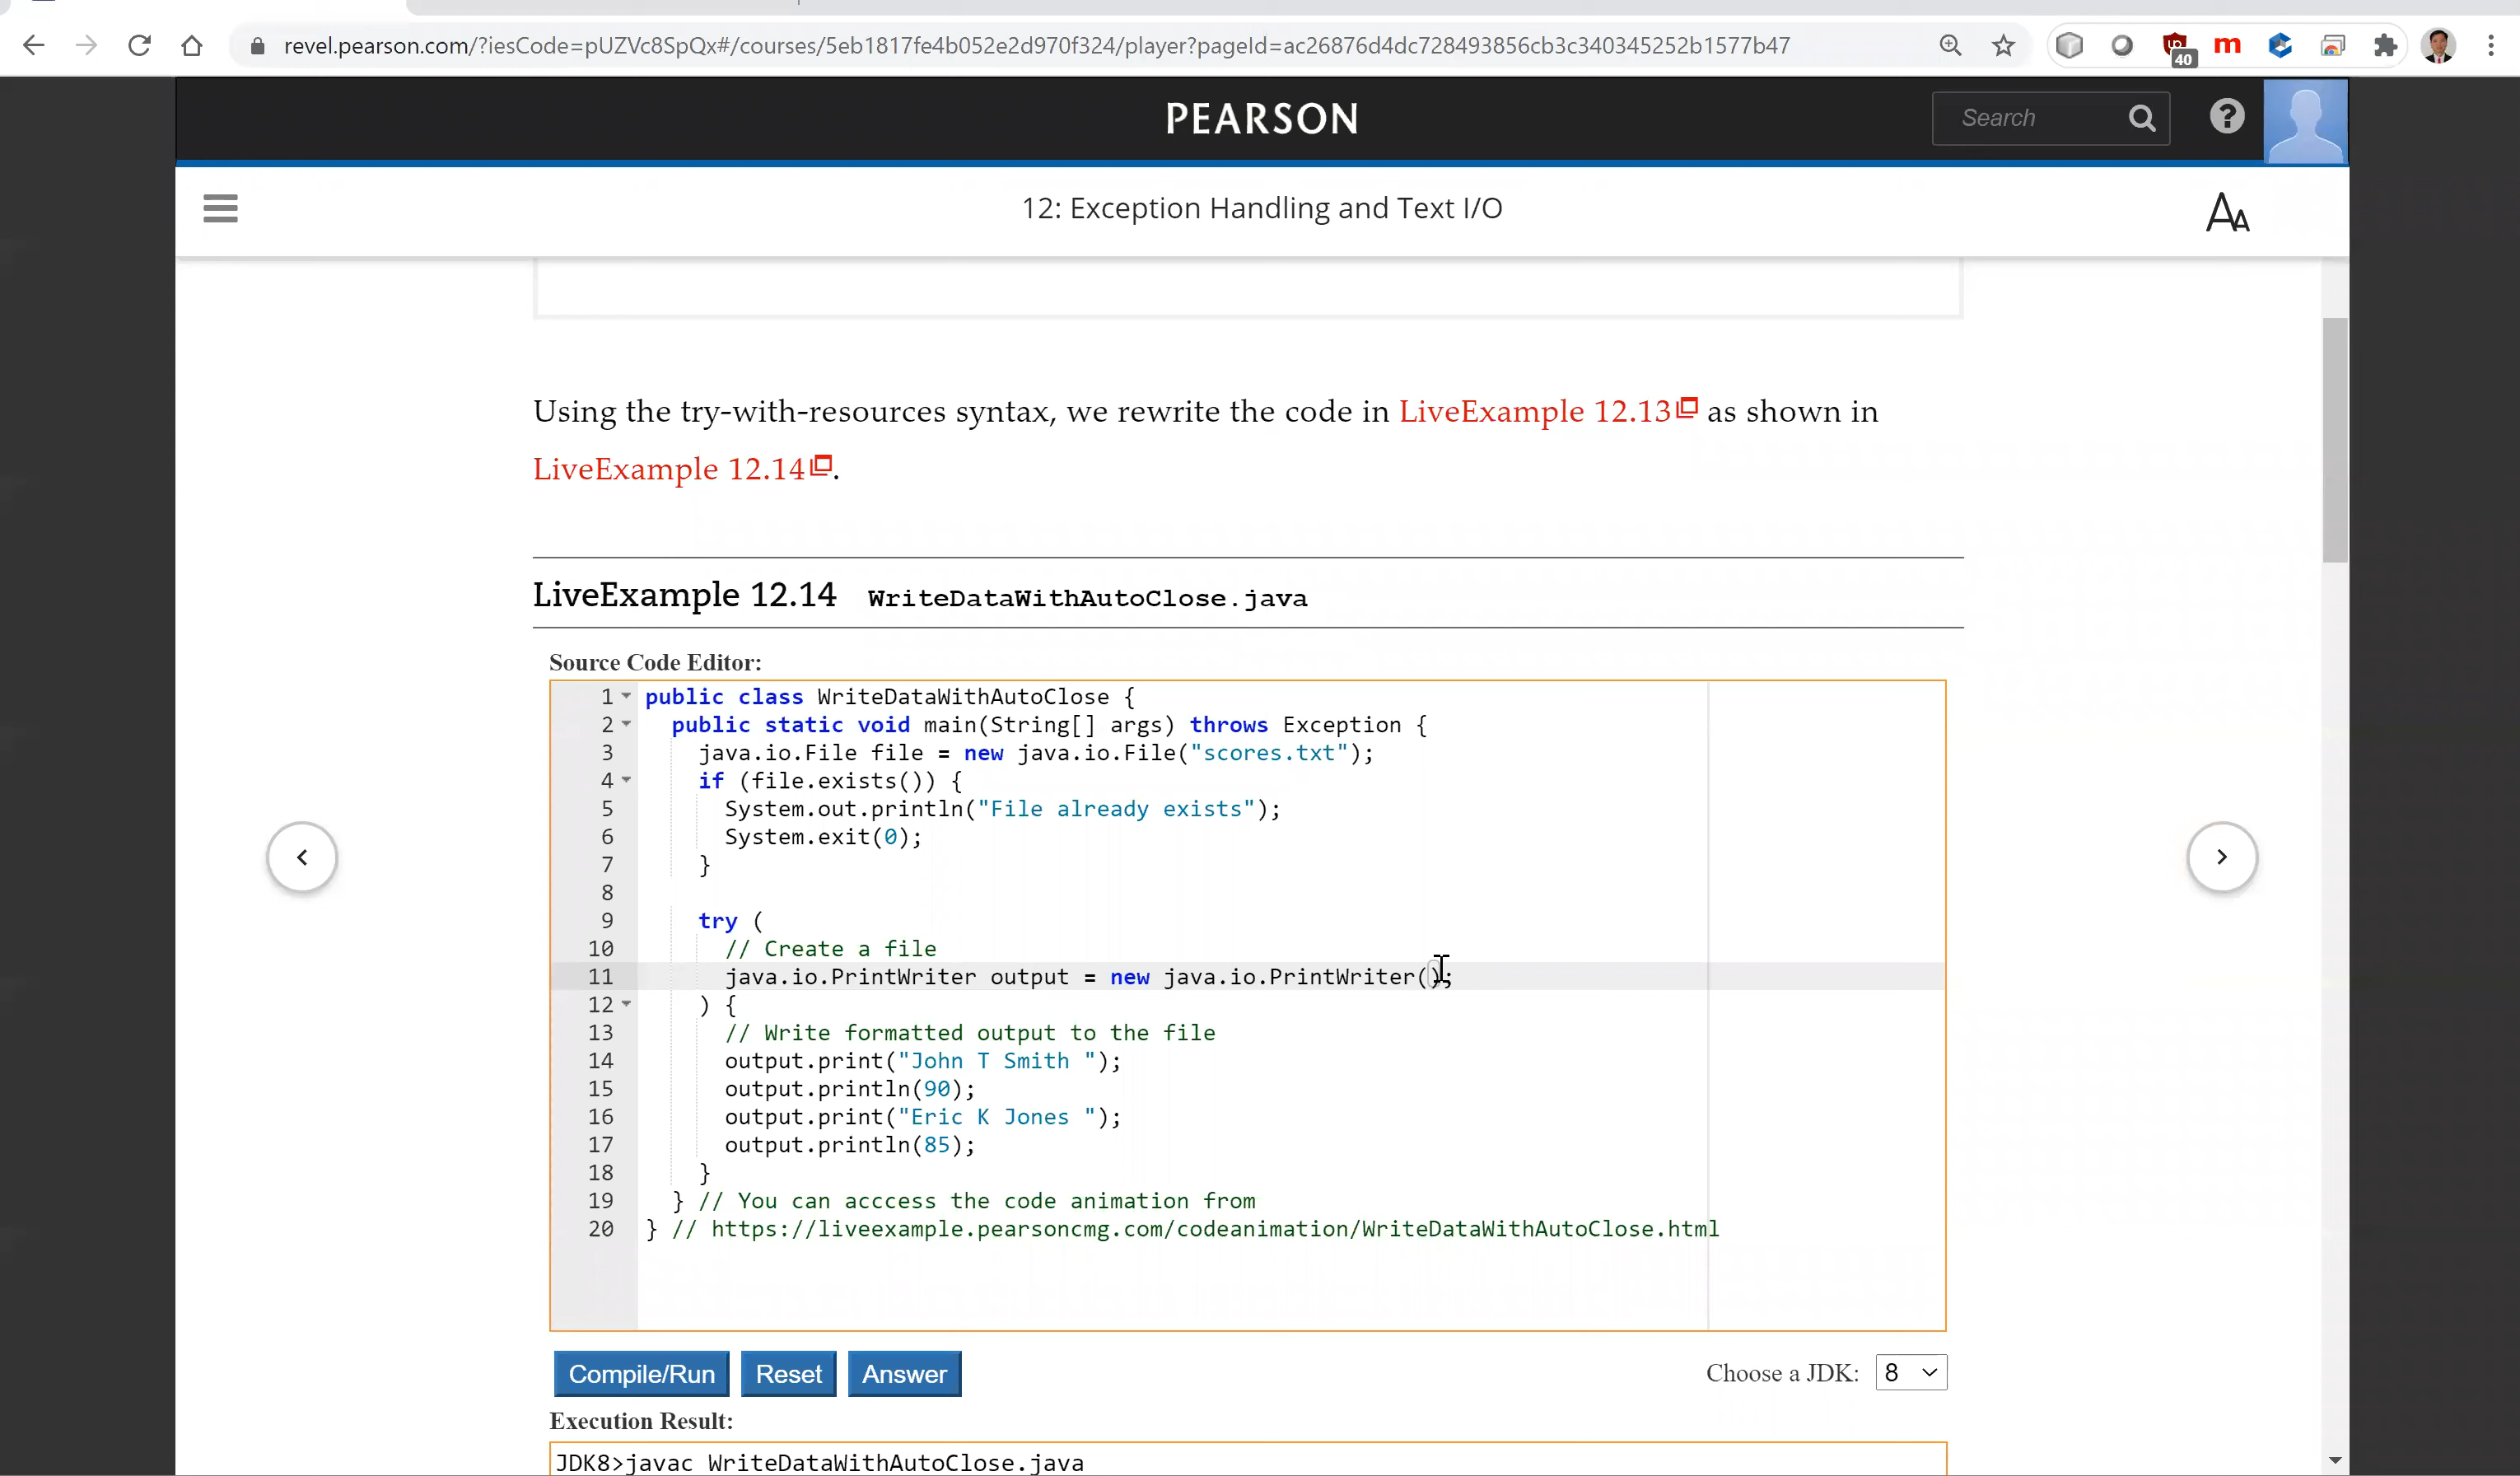 revel.pearson.com/?iesCode=pUZVc8SpQx#/courses/5eb1817fe4b052e2d970f324/player?pageId=ac26876d4dc728493856cb3c340345252b1577b47
40
m
PEARSON
Search
?
12: Exception Handling and Text I/O
AA
Using the try-with-resources syntax, we rewrite the code in LiveExample 12.13 as shown in
LiveExample 12.14.
LiveExample 12.14 WriteDataWithAutoClose.java
Source Code Editor:
1 public class WriteDataWithAutoClose {
2 public static void main(String[] args) throws Exception {
3 java.io.File file = new java.io.File("scores.txt");
4 if (file.exists()) {
5 System.out.println("File already exists");
6 System.exit(0);
7 }
8
9 try (
10 // Create a file
11 java.io.PrintWriter output = new java.io.PrintWriter();
12 ) {
13 // Write formatted output to the file
14 output.print("John T Smith ");
15 output.println(90);
16 output.print("Eric K Jones ");
17 output.println(85);
18 }
19 } // You can acccess the code animation from
20 } // https://liveexample.pearsoncmg.com/codeanimation/WriteDataWithAutoClose.html
Compile/Run Reset Answer Choose a JDK: 8
Execution Result:
JDK8>javac WriteDataWithAutoClose.java